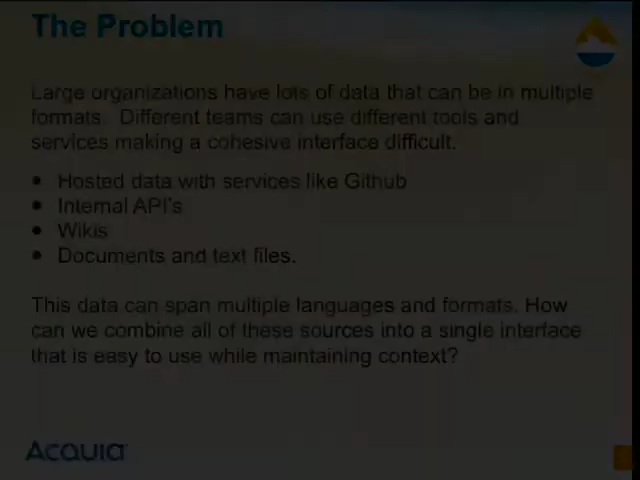 The Problem
Large organizations have lots of data that can be in multiple
formats.  Different teams can use different tools and
services making a cohesive interface difficult.
• Hosted data with services like Github
• Internal API's
• Wikis
• Documents and text files.
This data can span multiple languages and formats. How
can we combine all of these sources into a single interface
that is easy to use while maintaining context?
Acquia